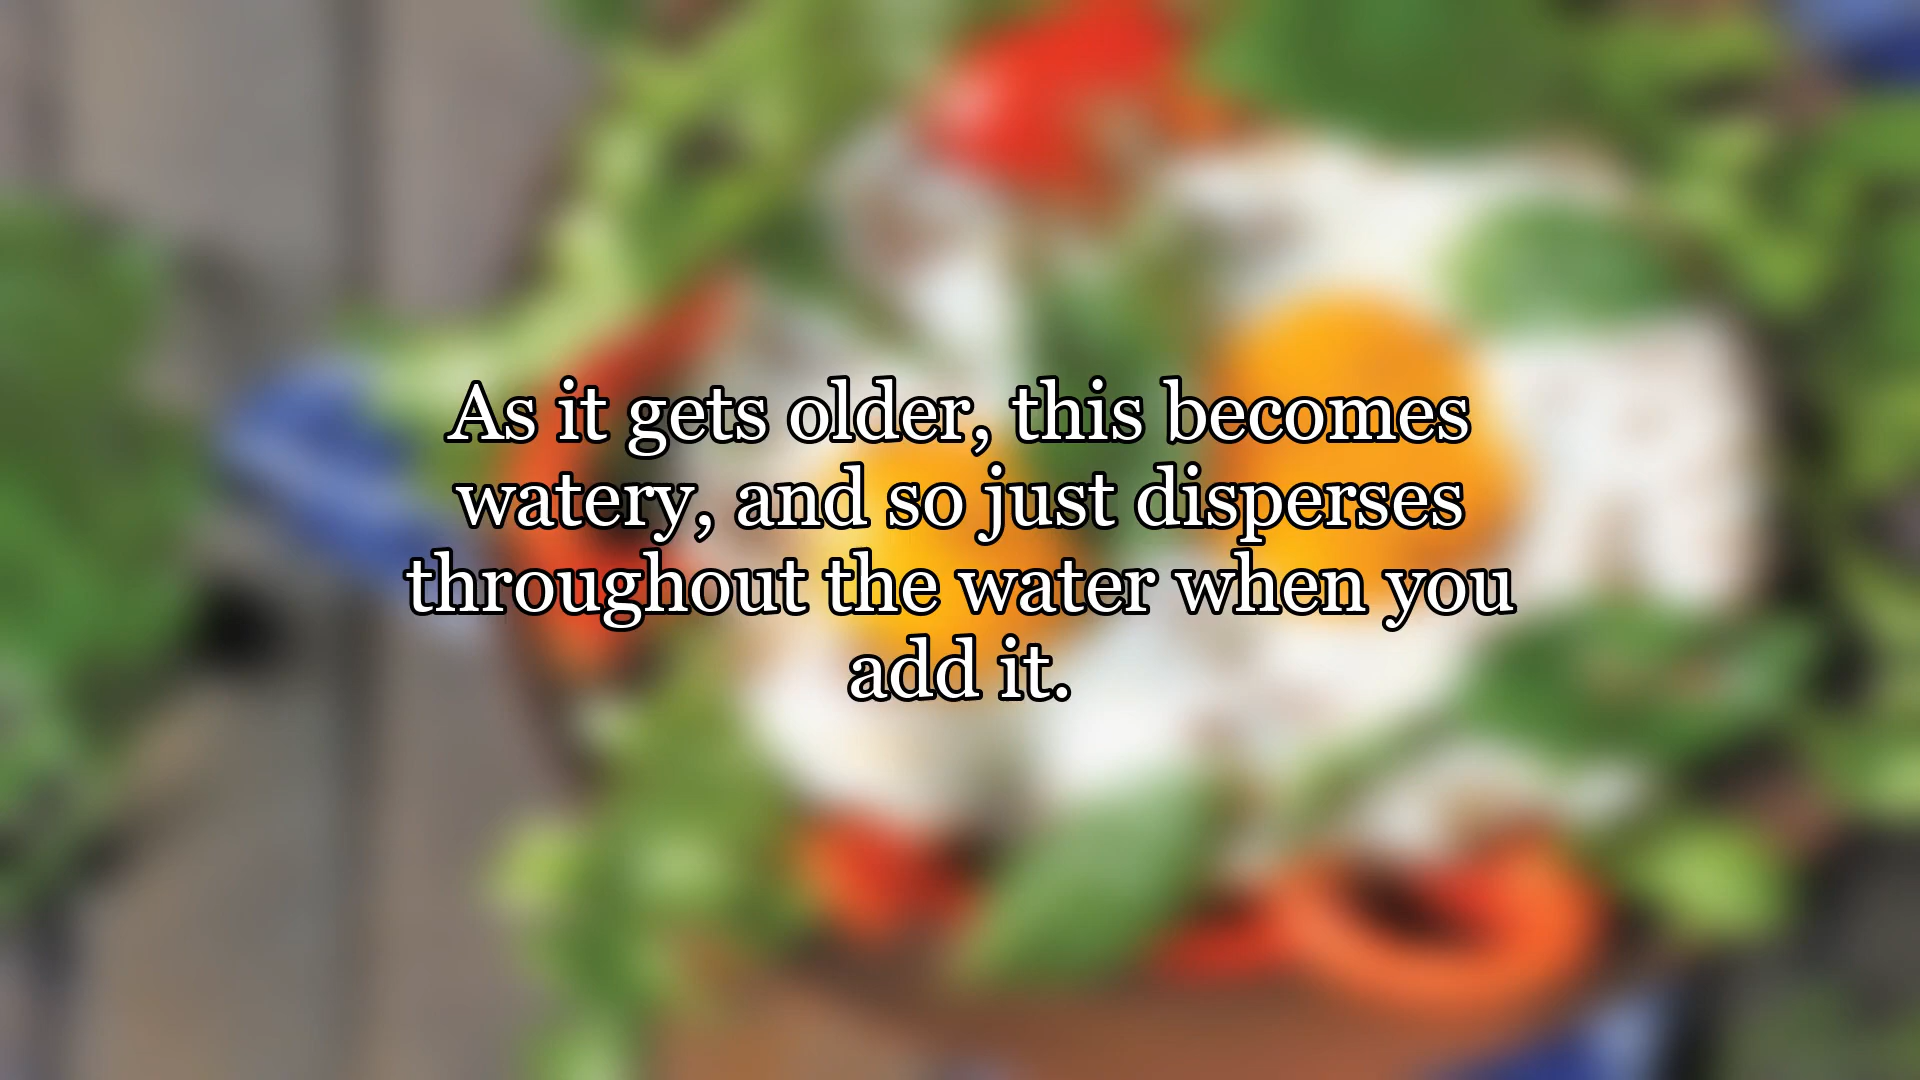 As it gets older, this becomes
watery, and so just disperses
throughout the water when you
add it.